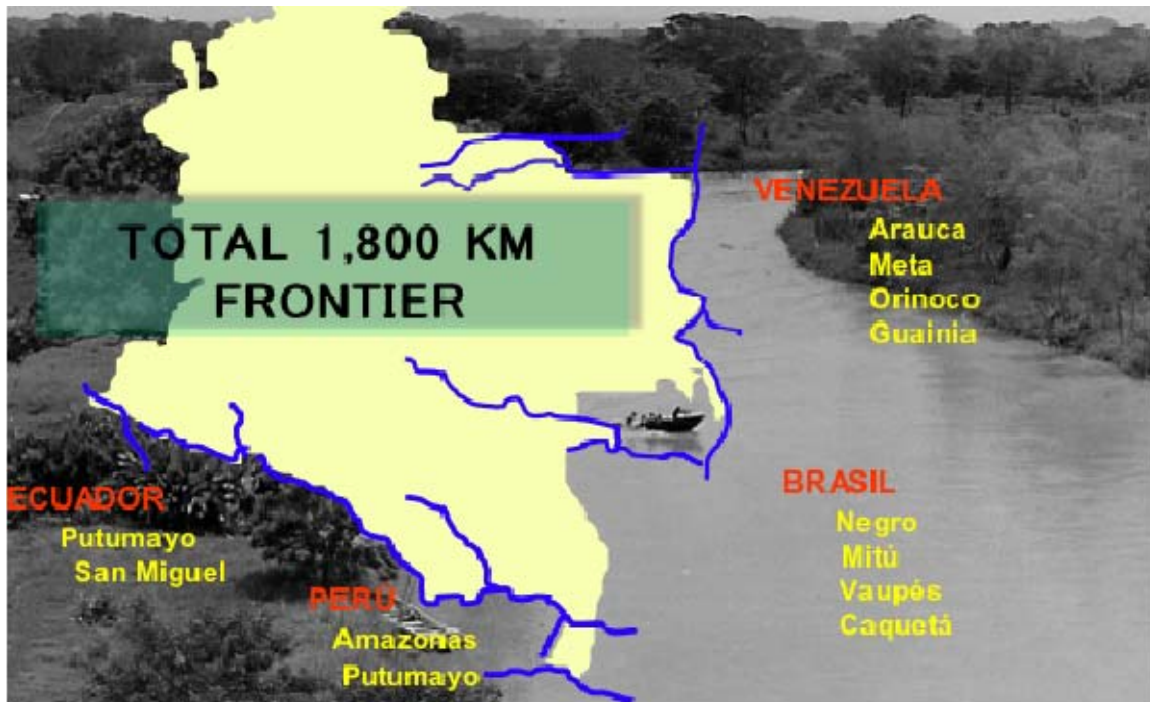 TOTAL 1,800 KM
FRONTIER
VENEZUELA
Arauca
Meta
Orinoco
Guainia
ECUADOR
Putumayo
San Miguel
PERÚ
Amazonas
Putumayo
BRASIL
Negro
Mitú
Vaupés
Caquetá